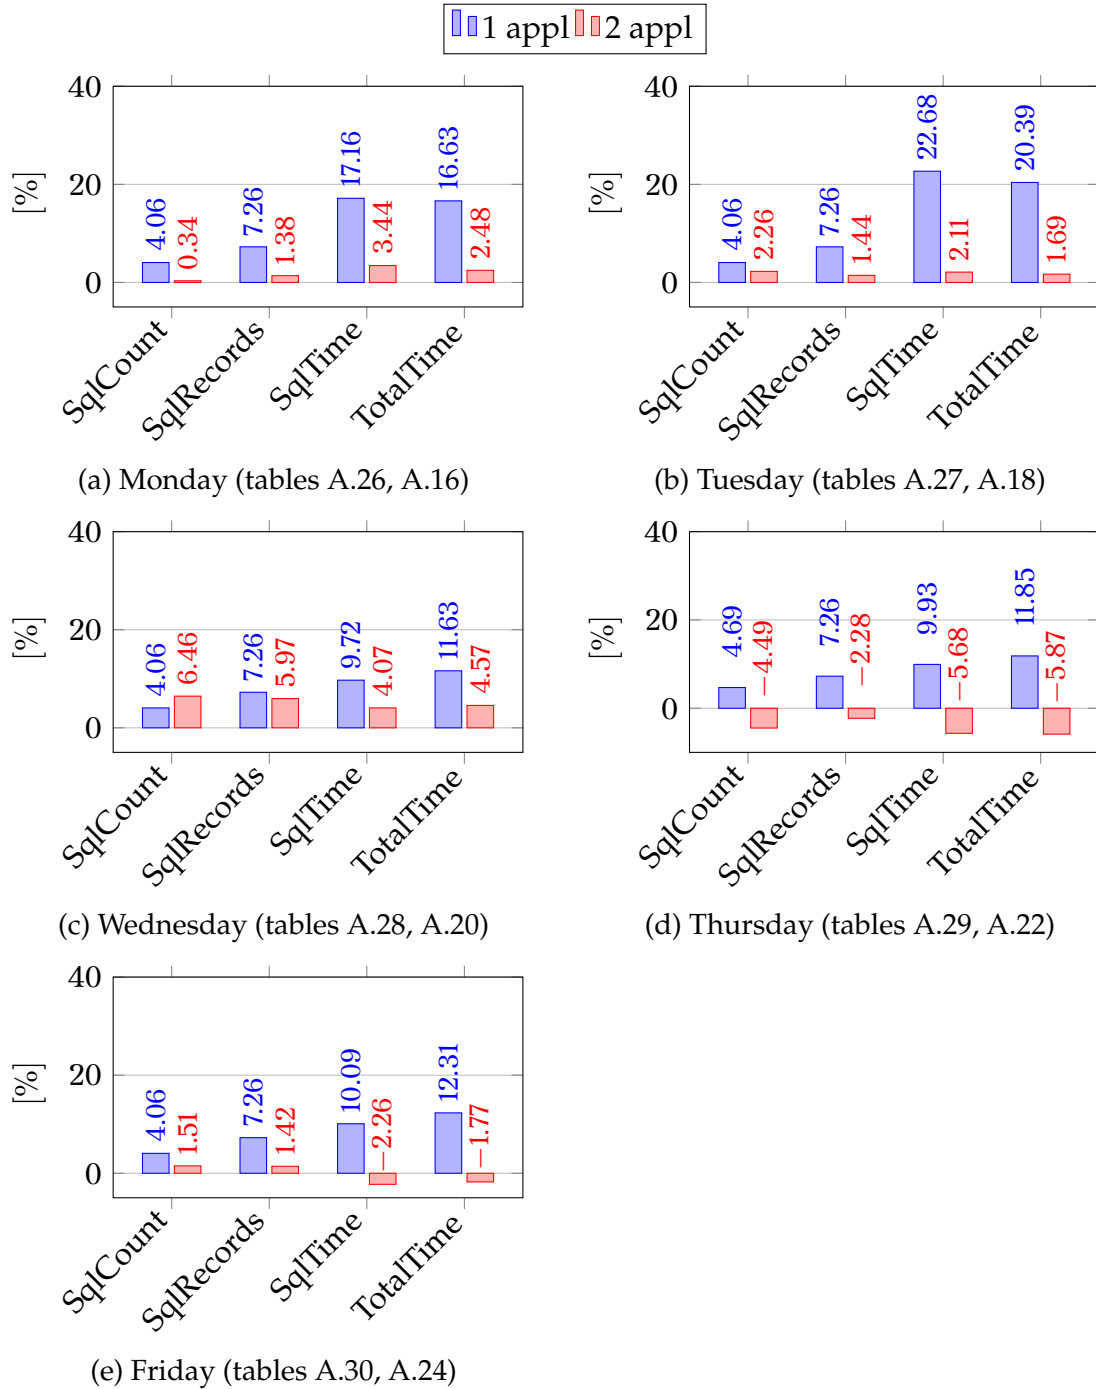 1 appl 2 appl
40
20
0
[%]
4.06
0.34
7.26
1.38
17.16
3.44
16.63
2.48
SqlCount
SqlRecords
SqlTime
TotalTime
(a) Monday (tables A.26, A.16)
40
20
0
[%]
4.06
2.26
7.26
1.44
22.68
2.11
20.39
1.69
SqlCount
SqlRecords
SqlTime
TotalTime
(b) Tuesday (tables A.27, A.18)
40
20
0
[%]
4.06
6.46
7.26
5.97
9.72
4.07
11.63
4.57
SqlCount
SqlRecords
SqlTime
TotalTime
(c) Wednesday (tables A.28, A.20)
40
20
0
[%]
4.69
−4.49
7.26
−2.28
9.93
−5.68
11.85
−5.87
SqlCount
SqlRecords
SqlTime
TotalTime
(d) Thursday (tables A.29, A.22)
40
20
0
[%]
4.06
1.51
7.26
1.42
10.09
−2.26
12.31
−1.77
SqlCount
SqlRecords
SqlTime
TotalTime
(e) Friday (tables A.30, A.24)